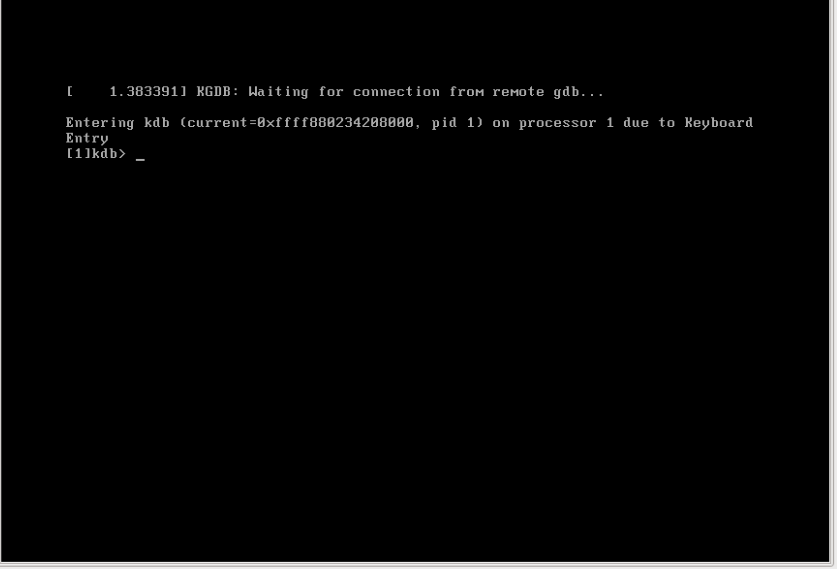 [    1.383391] KGDB: Waiting for connection from remote gdb...
Entering kdb (current=0xffff880234208000, pid 1) on processor 1 due to Keyboard
Entry
[1]kdb> _